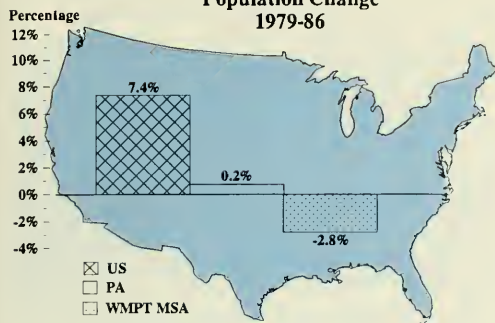 Population Change
1979-86
Percentage
12%
10%
8%
6%
4%
2%
0%
-2%
-4%
7.4%
0.2%
-2.8%
US
PA
WMPT MSA